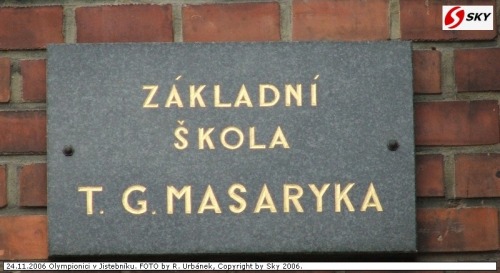 SKY
ZÁKLADNÍ
ŠKOLA
T. G. MASARYKA
24.11.2006 Olympionici v Jistebníku. FOTO by R. Urbánek, Copyright by Sky 2006.